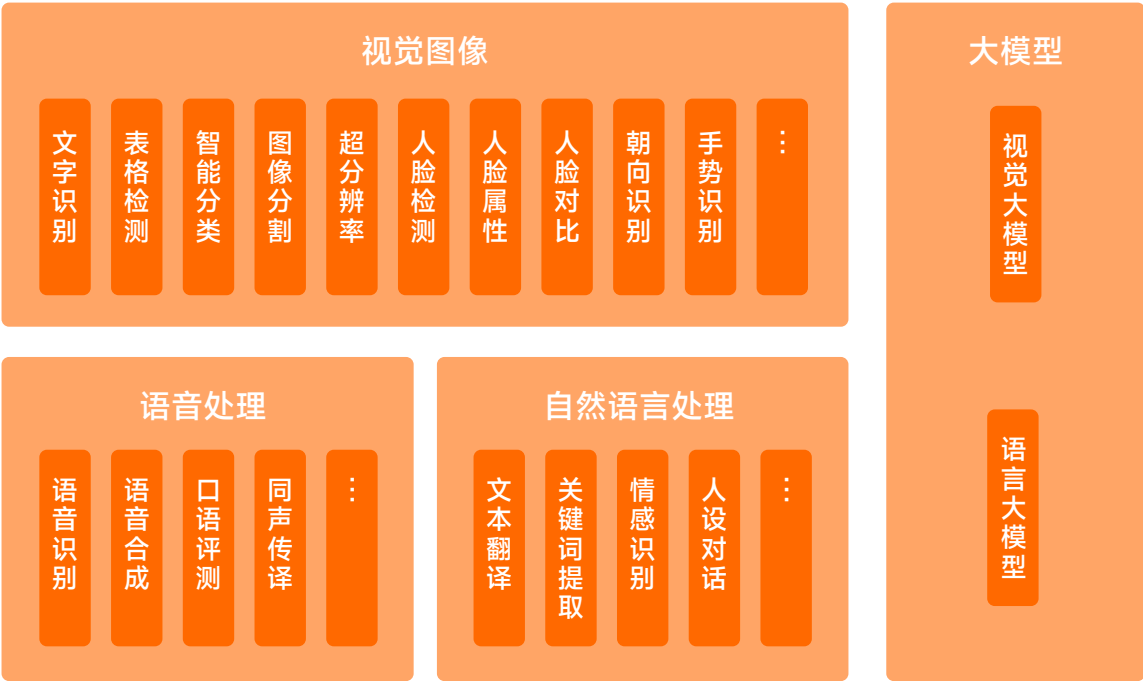 视觉图像
文字识别
表格检测
智能分类
图像分割
超分辨率
人脸检测
人脸属性
人脸对比
朝向识别
手势识别
…
语音处理
语音识别
语音合成
口语评测
同声传译
…
自然语言处理
文本翻译
关键词提取
情感识别
人设对话
…
大模型
视觉大模型
语言大模型